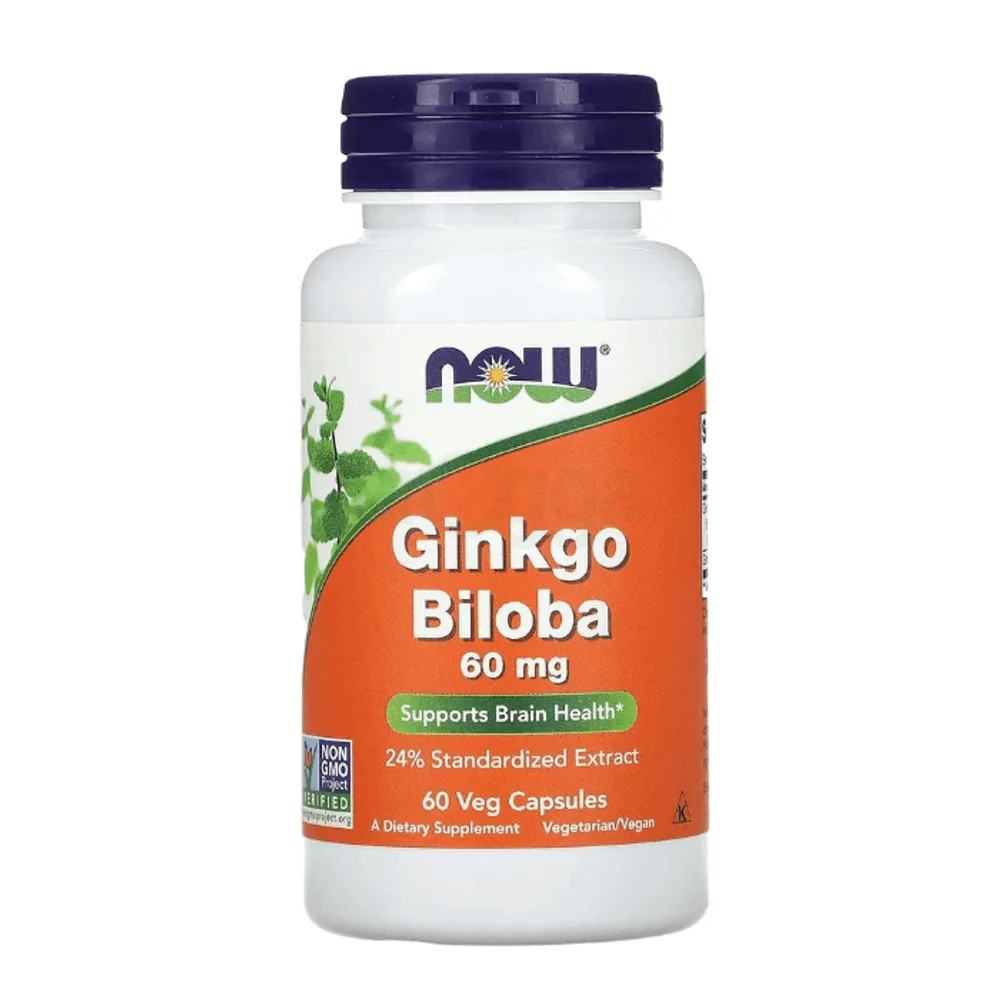 NOW®
Ginkgo
Biloba
60 mg
Supports Brain Health*
24% Standardized Extract
60 Veg Capsules
A Dietary Supplement Vegetarian/Vegan
NON
GMO
Project
VERIFIED
K